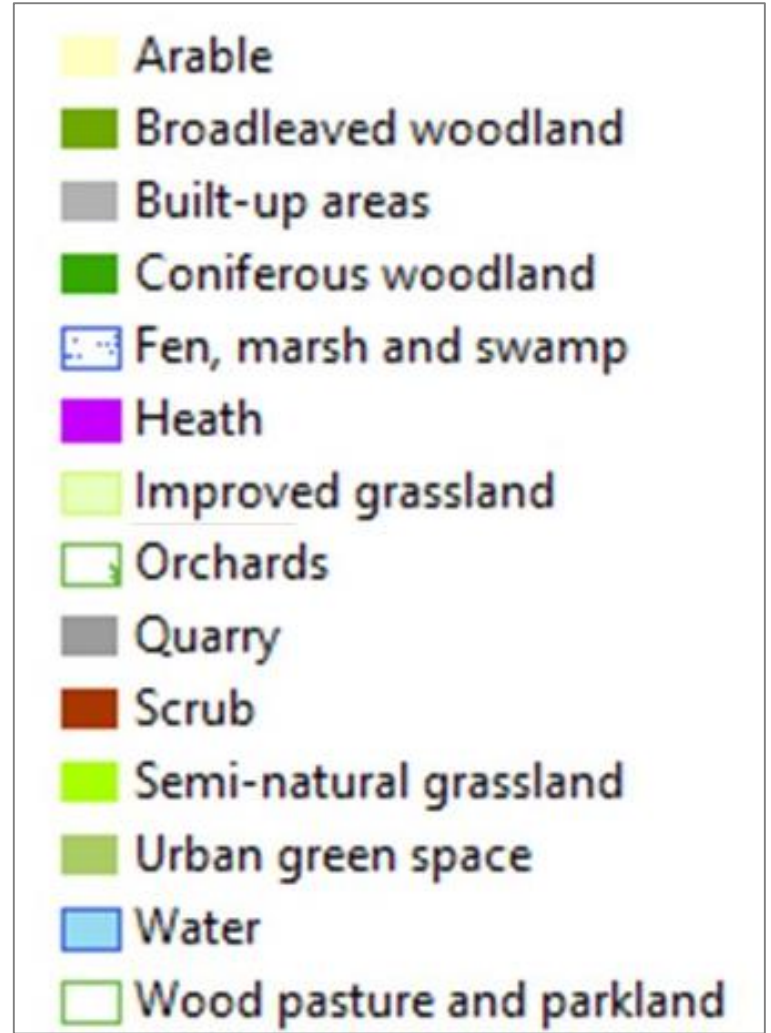 Arable
Broadleaved woodland
Built-up areas
Coniferous woodland
Fen, marsh and swamp
Heath
Improved grassland
Orchards
Quarry
Scrub
Semi-natural grassland
Urban green space
Water
Wood pasture and parkland